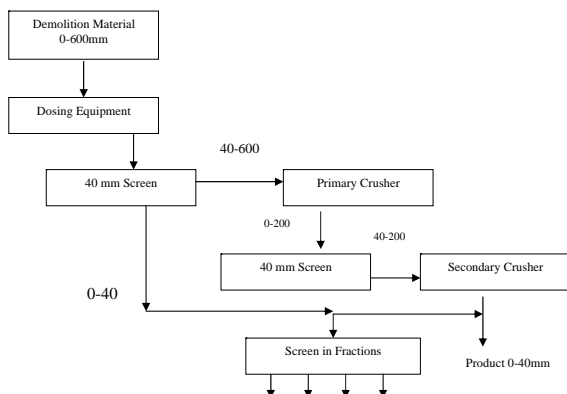 Demolition Material
0-600mm
Dosing Equipment
40-600
40 mm Screen
Primary Crusher
0-200
40-200
40 mm Screen
Secondary Crusher
0-40
Screen in Fractions
Product 0-40mm